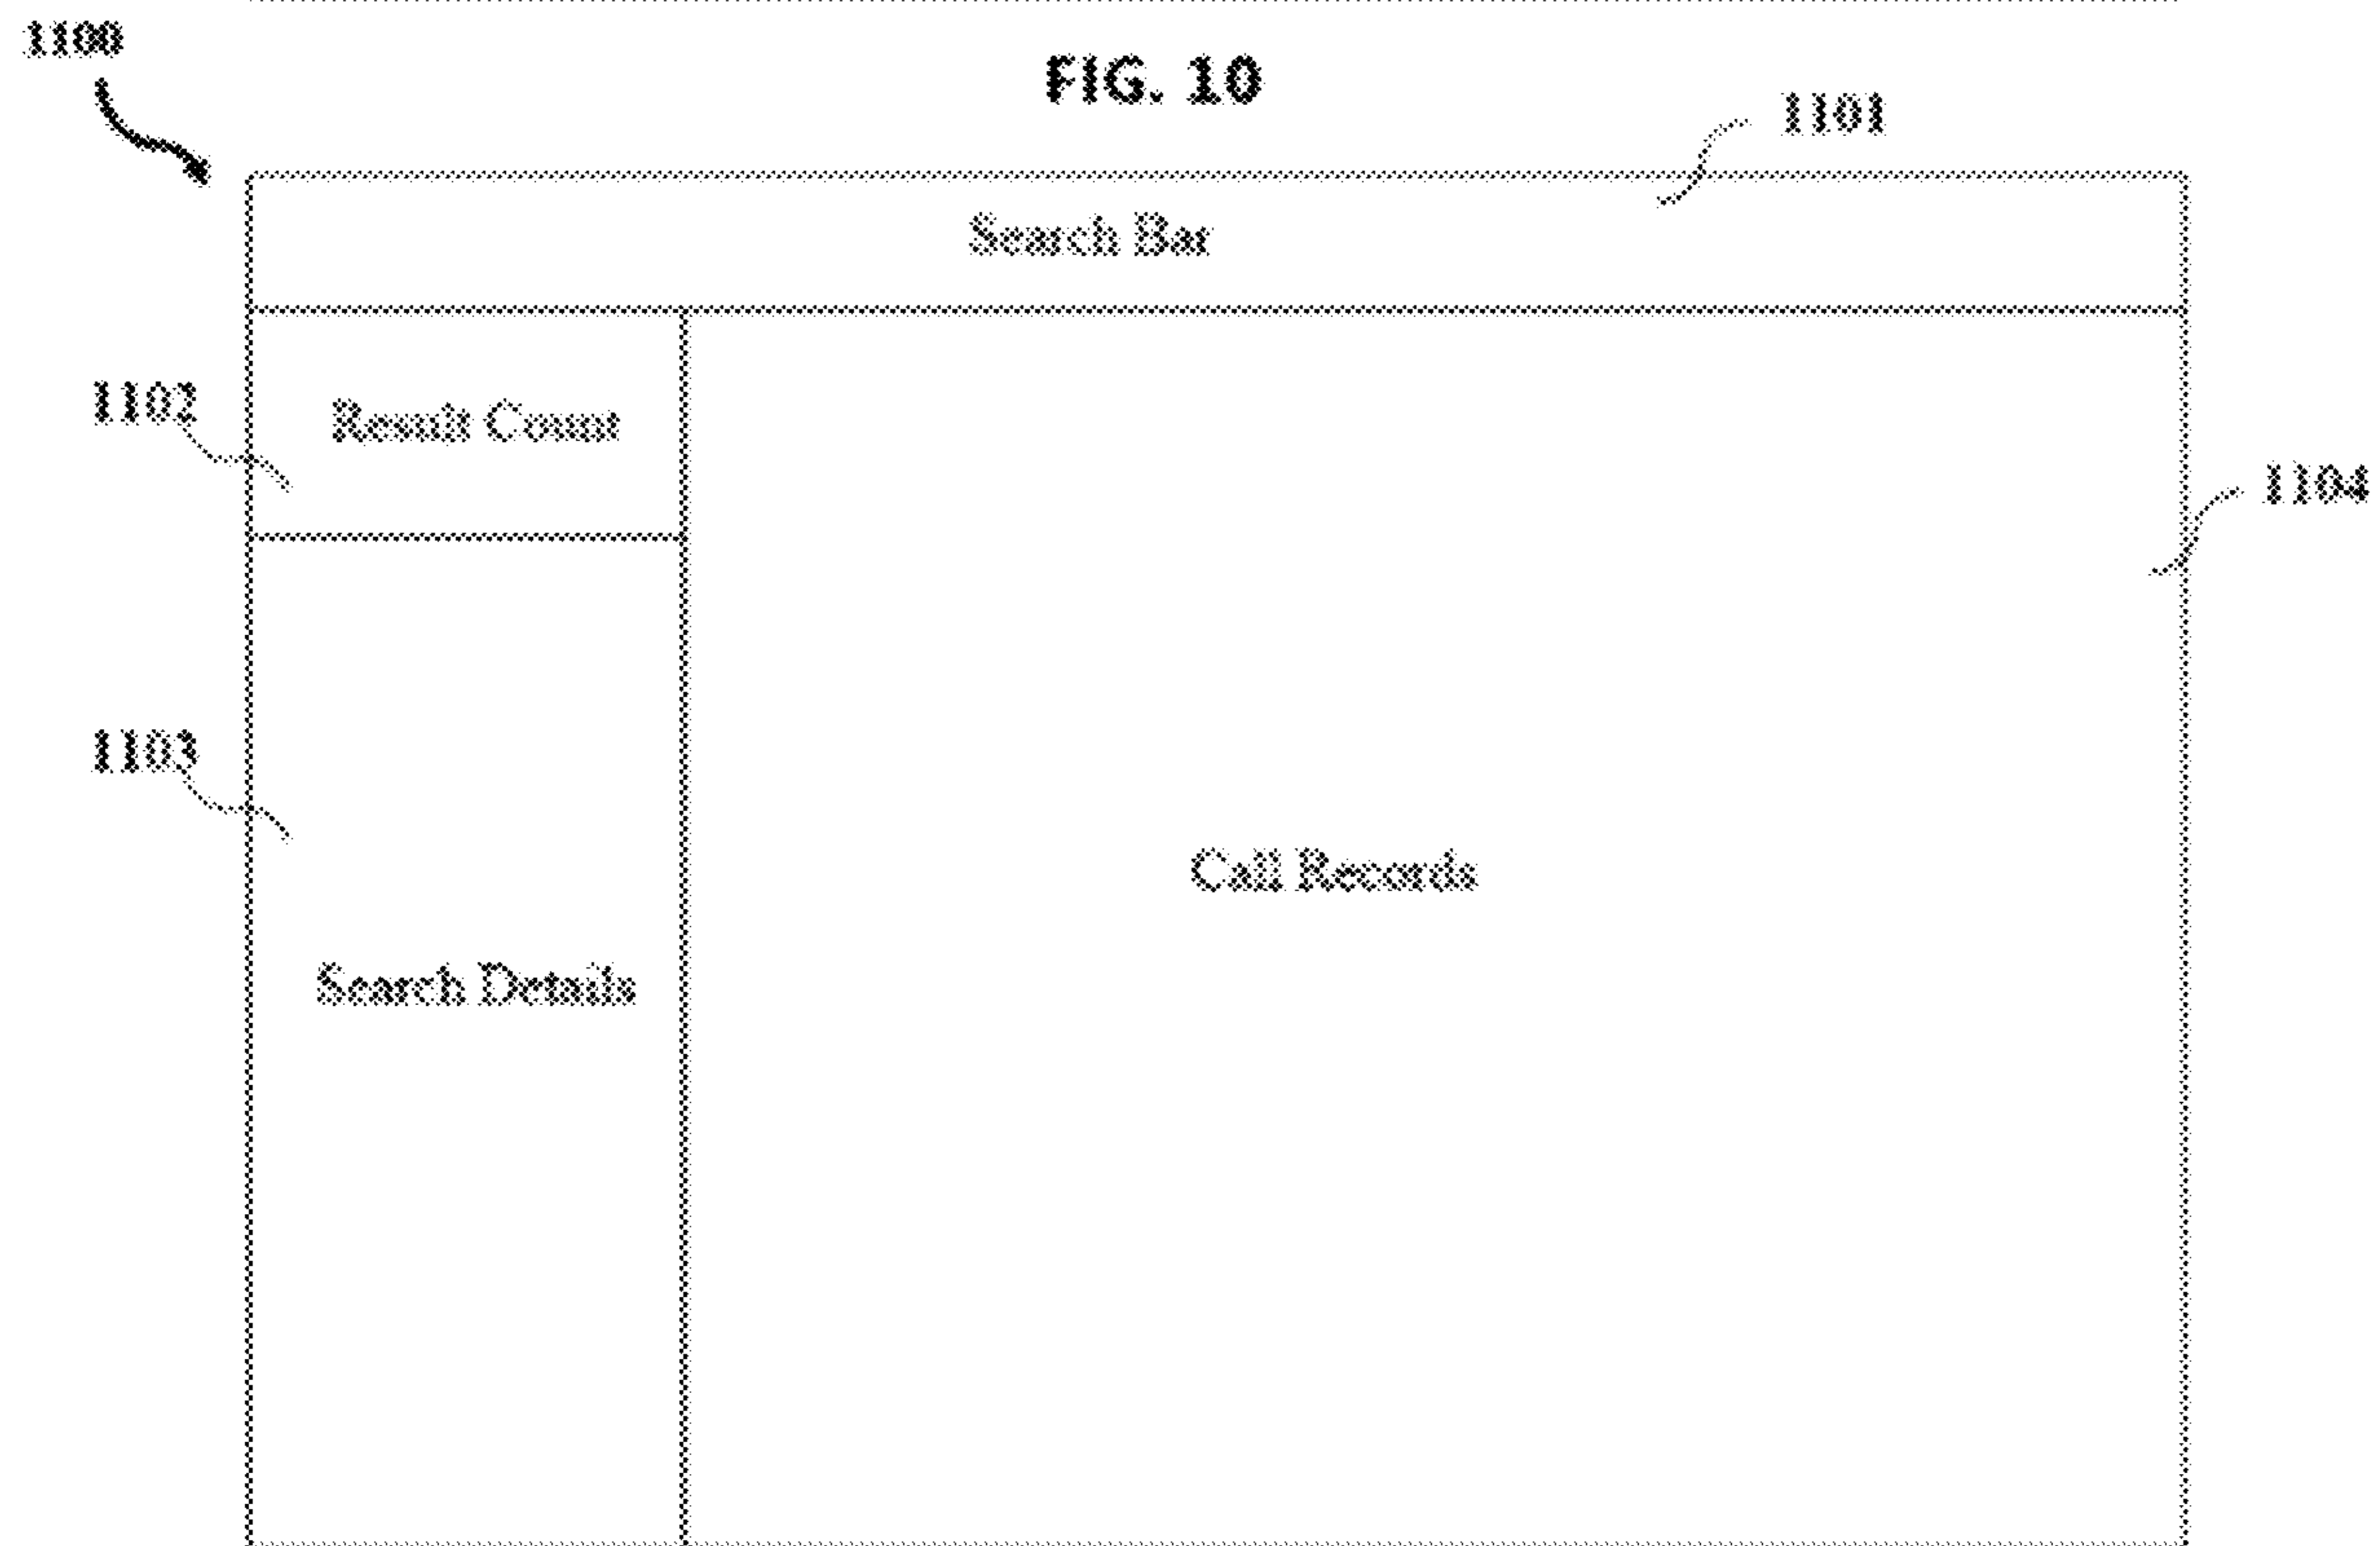 1100
FIG. 10
1101
Search Bar
1102
Result Count
1104
1103
Call Records
Search Details